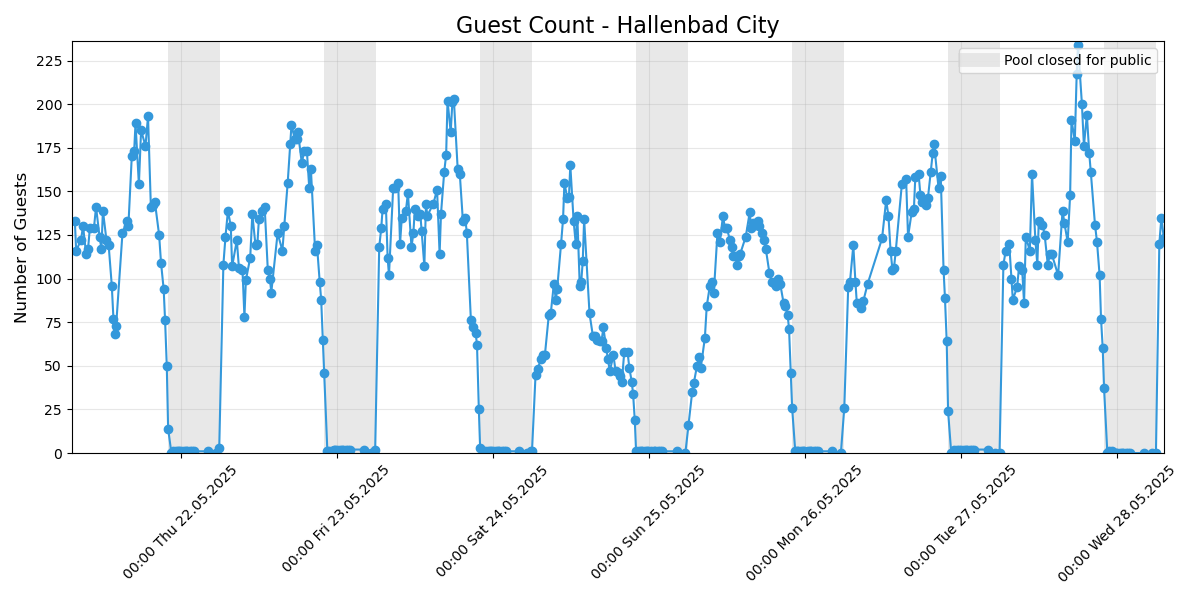 Guest Count - Hallenbad City
Pool closed for public
Number of Guests
225
200
175
150
125
100
75
50
25
0
00:00 Thu 22.05.2025
00:00 Fri 23.05.2025
00:00 Sat 24.05.2025
00:00 Sun 25.05.2025
00:00 Mon 26.05.2025
00:00 Tue 27.05.2025
00:00 Wed 28.05.2025